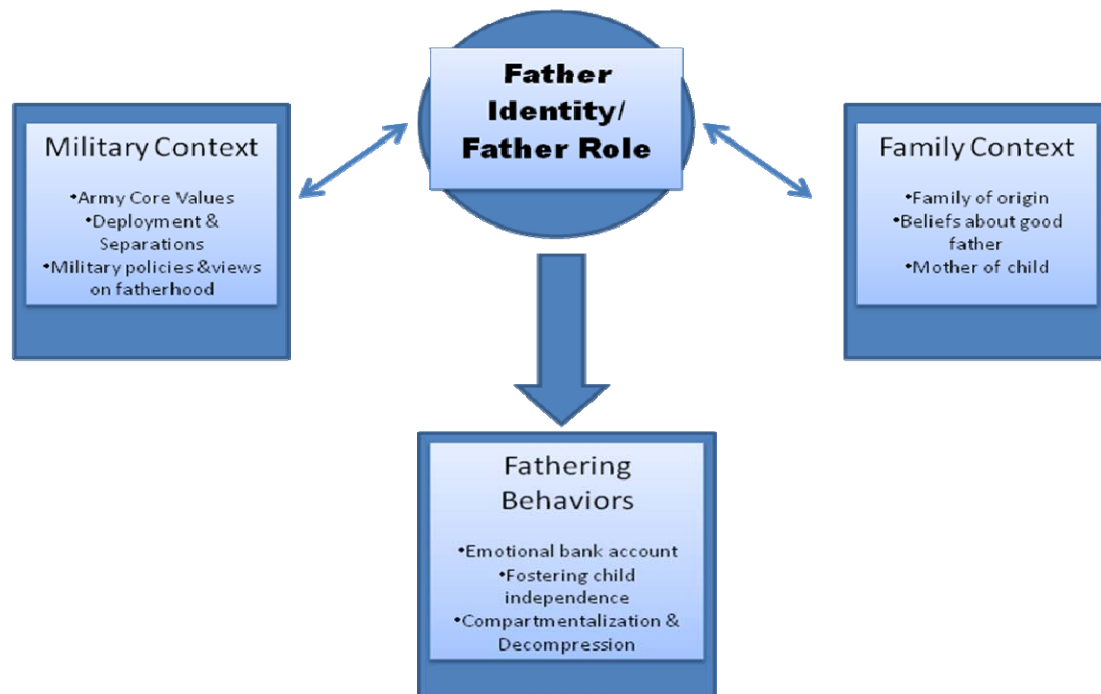 Father
Identity/
Father Role
Military Context
•Army Core Values
•Deployment &
Separations
•Military policies &views
on fatherhood
Family Context
•Family of origin
•Beliefs about good
father
•Mother of child
Fathering
Behaviors
•Emotional bank account
•Fostering child
independence
•Compartmentalization &
Decompression